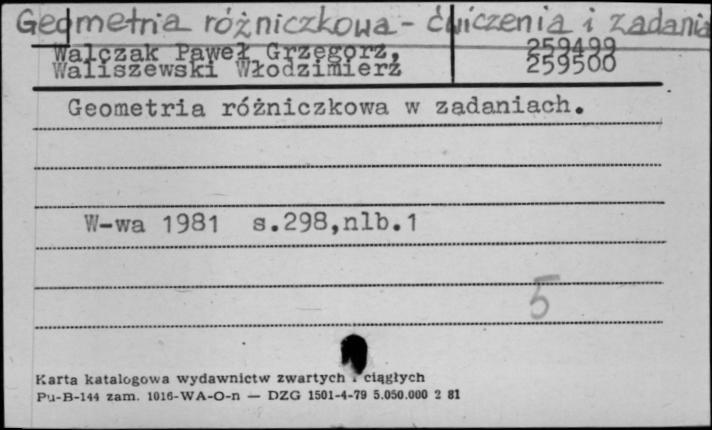 Geometria różniczkowa - ćwiczenia i zadania
Walczak Paweł Grzegorz, 259499
Waliszewski Włodzimierz 259500
Geometria różniczkowa w zadaniach.
W-wa 1981 s.298,nlb.1
5
Karta katalogowa wydawnictw zwartych i ciągłych
Pu-B-144 zam. 1016-WA-O-n — DZG 1501-4-79 5.050.000 2 81